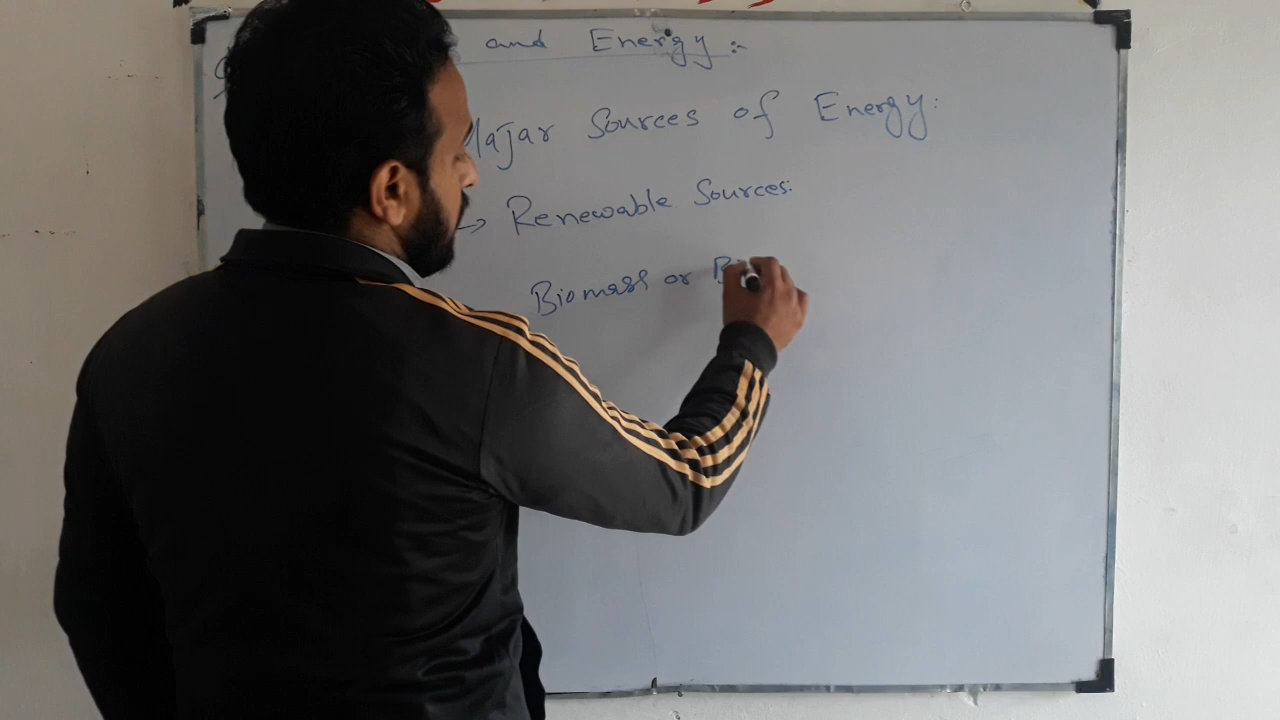 and Energy :-
Majar Sources of Energy:
→ Renewable Sources:
Biomass or